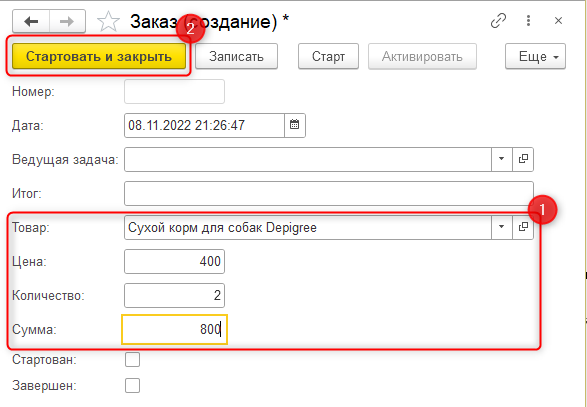 Заказ (создание) *
2
Стартовать и закрыть Записать Старт Активировать Еще
Номер:
Дата: 08.11.2022 21:26:47
Ведущая задача:
Итог:
1
Товар: Сухой корм для собак Depigree
Цена: 400
Количество: 2
Сумма: 800
Стартован:
Завершен: